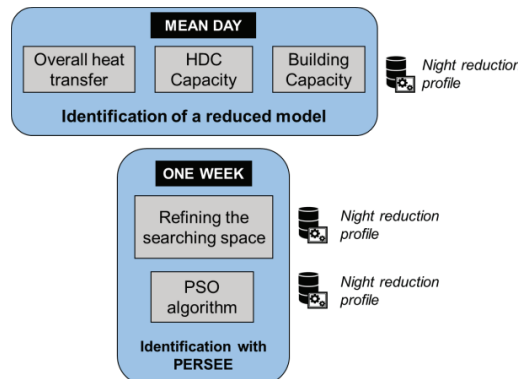 MEAN DAY
Overall heat
transfer
HDC
Capacity
Building
Capacity
Identification of a reduced model
Night reduction
profile
ONE WEEK
Refining the
searching space
Night reduction
profile
PSO
algorithm
Night reduction
profile
Identification with
PERSEE